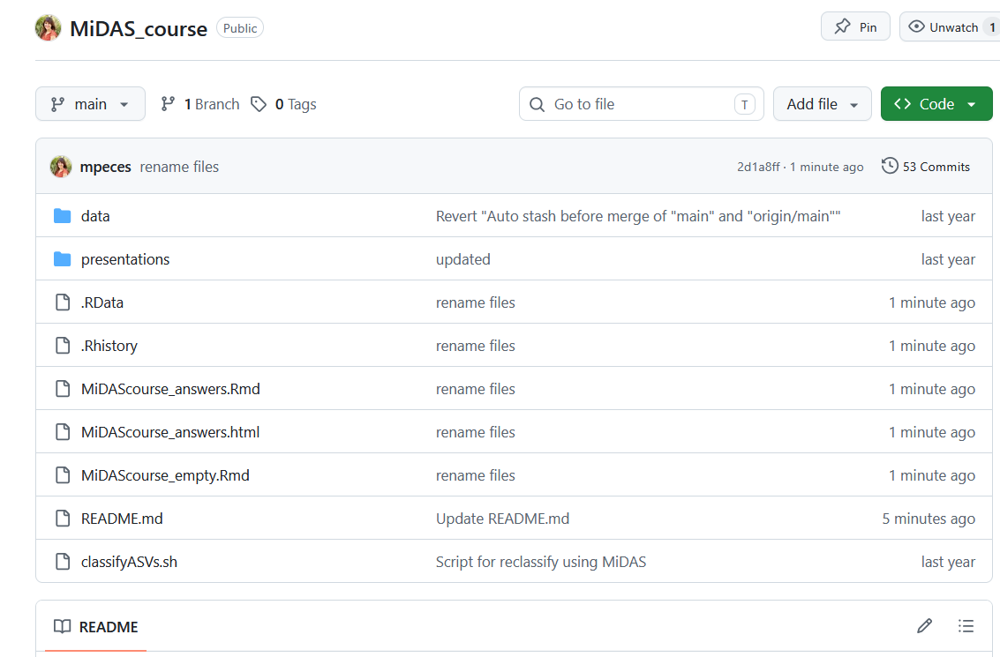 MiDAS_course Public Pin Unwatch 1
main 1 Branch 0 Tags Go to file T Add file Code
mpeces rename files 2d1a8ff · 1 minute ago 53 Commits
data Revert "Auto stash before merge of "main" and "origin/main"" last year
presentations updated last year
.RData rename files 1 minute ago
.Rhistory rename files 1 minute ago
MiDAScourse_answers.Rmd rename files 1 minute ago
MiDAScourse_answers.html rename files 1 minute ago
MiDAScourse_empty.Rmd rename files 1 minute ago
README.md Update README.md 5 minutes ago
classifyASVs.sh Script for reclassify using MiDAS last year
README